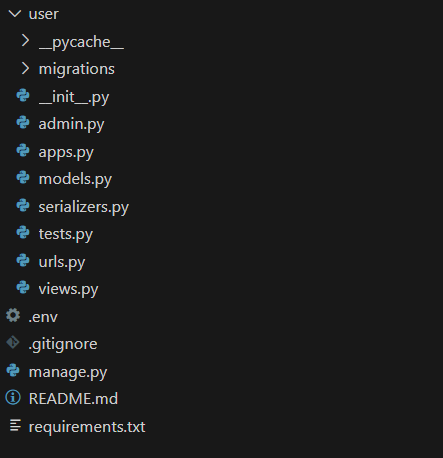 user
__pycache__
migrations
__init__.py
admin.py
apps.py
models.py
serializers.py
tests.py
urls.py
views.py
.env
.gitignore
manage.py
README.md
requirements.txt